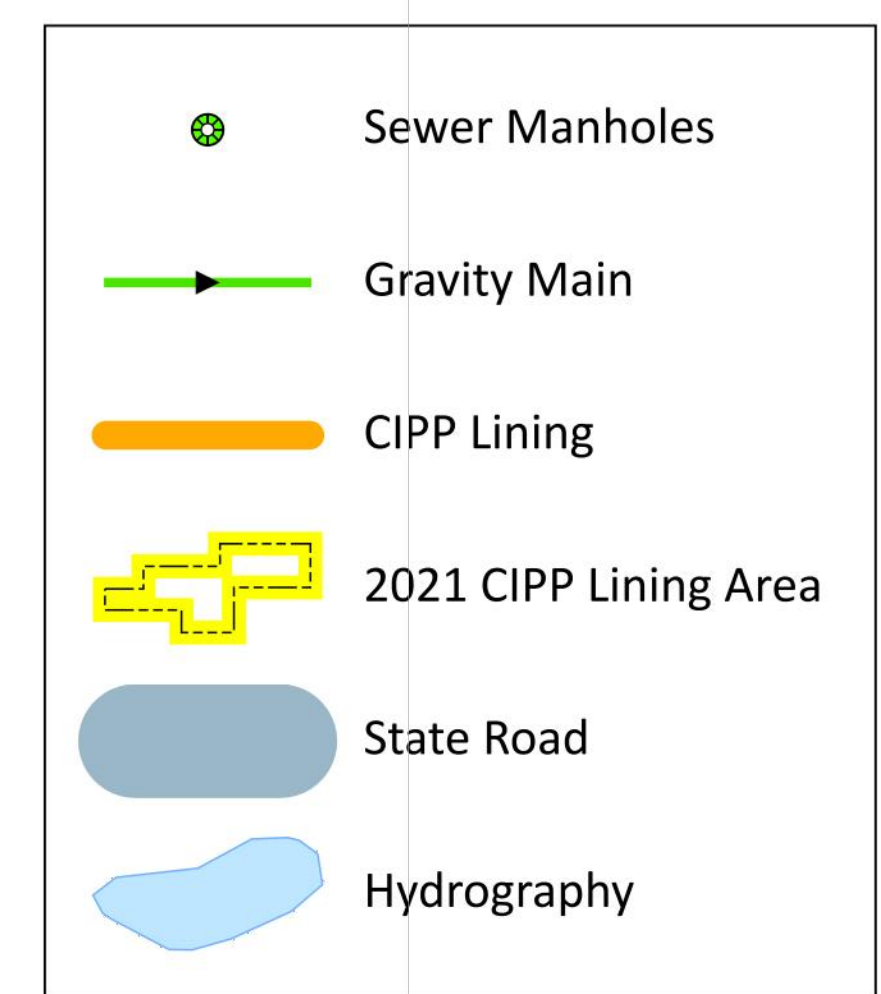 Sewer Manholes
Gravity Main
CIPP Lining
2021 CIPP Lining Area
State Road
Hydrography